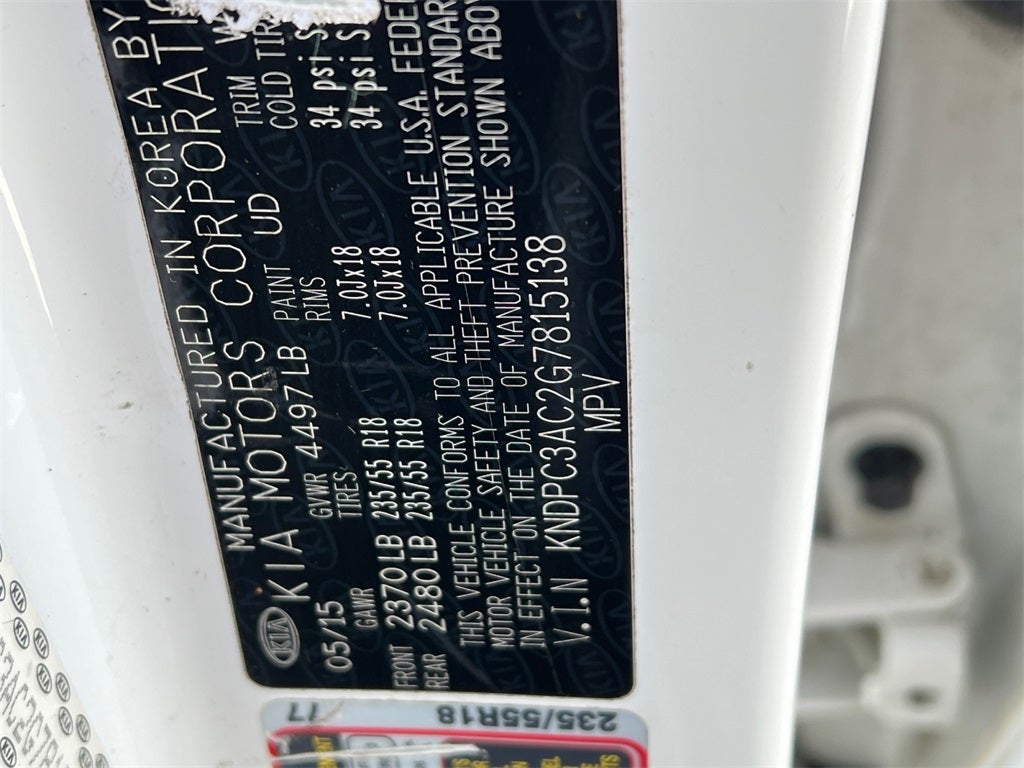 MANUFACTURED IN KOREA BY
KIA KIA MOTORS CORPORATIO
05/15 GVWR 4497LB PAINT UD TRIM W
GAWR TIRES RIMS COLD TIR
FRONT 2370LB 235/55 R18 7.0Jx18 34 psi S
REAR 2480LB 235/55 R18 7.0Jx18 34 psi S
THIS VEHICLE CONFORMS TO ALL APPLICABLE U.S.A. FEDER
MOTOR VEHICLE SAFETY AND THEFT PREVENTION STANDAR
IN EFFECT ON THE DATE OF MANUFACTURE SHOWN ABOV
V.I.N KNDPC3AC2G7815138
MPV
235/55R18